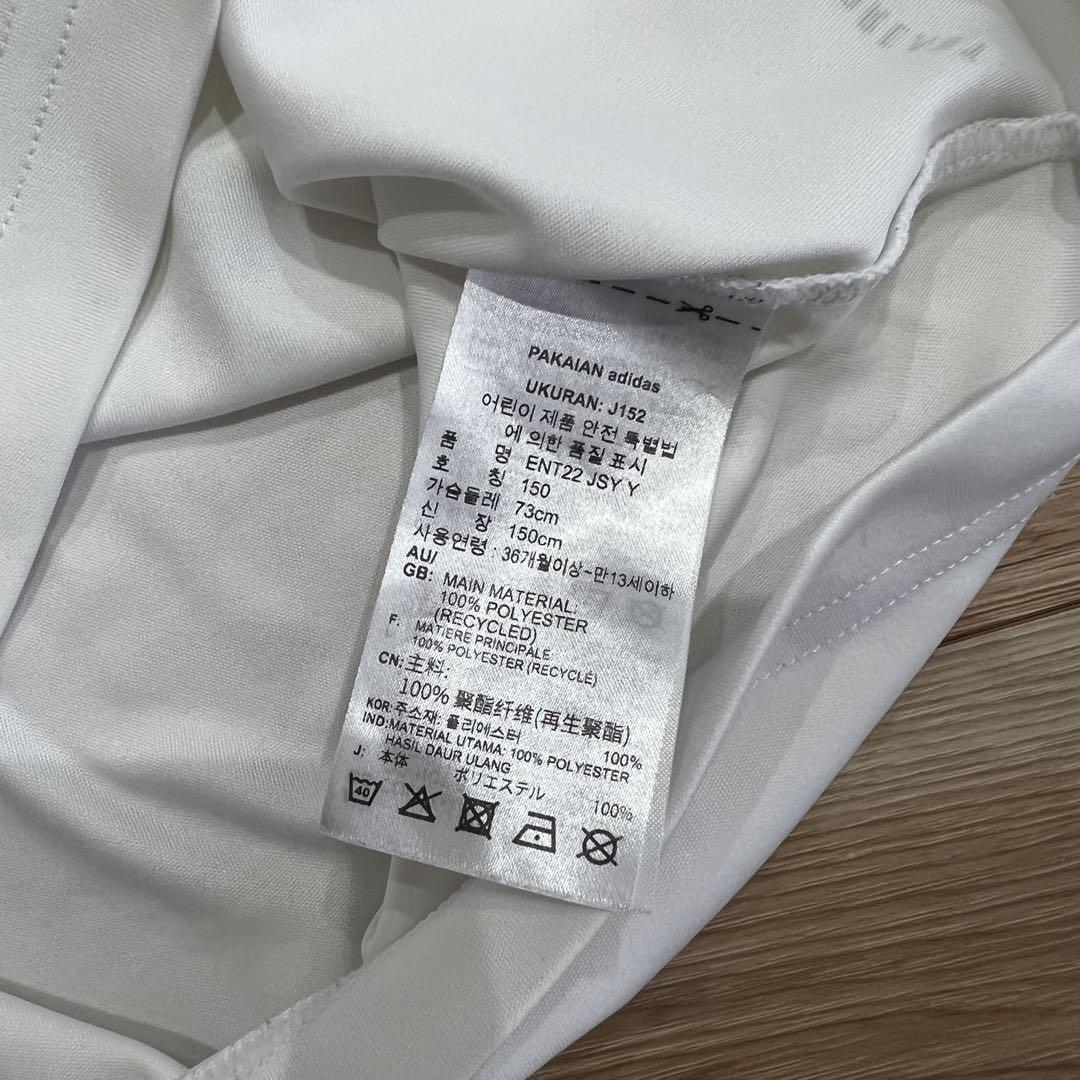 PAKAIAN adidas
UKURAN: J152
어린이 제품 안전 특별법
에 의한 품질 표시
품 명 ENT22 JSY Y
호 칭 150
가슴둘레 73cm
신 장 150cm
사용연령 : 36개월이상~만13세이하
AU/
GB: MAIN MATERIAL:
100% POLYESTER
(RECYCLED)
F. MATIERE PRINCIPALE
100% POLYESTER (RECYCLÉ)
CN: 主料:
100% 聚酯纤维(再生聚酯)
KOR: 주소재: 폴리에스터 100%
IND: MATERIAL UTAMA: 100% POLYESTER
HASIL DAUR ULANG
J: 本体 ポリエステル 100%
40